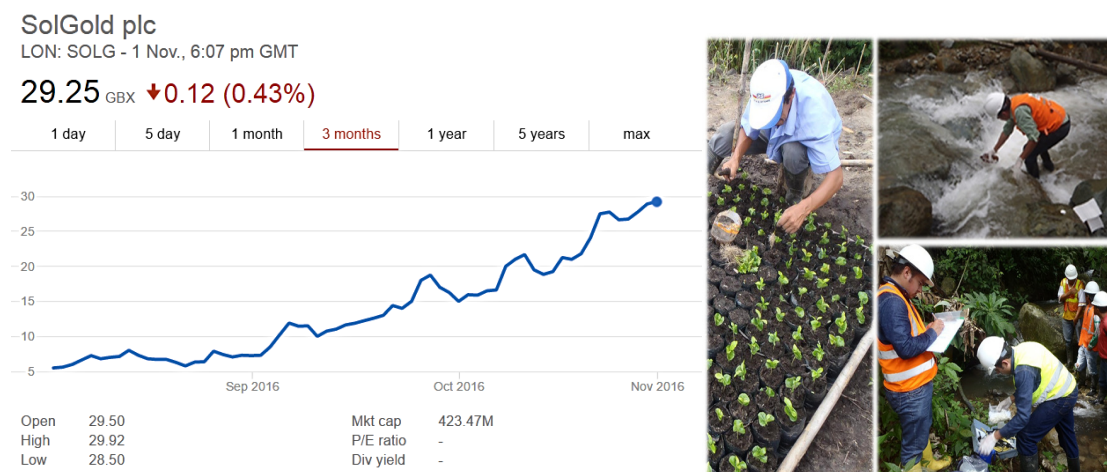 SolGold plc
LON: SOLG - 1 Nov., 6:07 pm GMT
29.25 GBX 0.12 (0.43%)
1 day 5 day 1 month 3 months 1 year 5 years max
30
25
20
15
10
5
Sep 2016 Oct 2016 Nov 2016
Open 29.50 Mkt cap 423.47M
High 29.92 P/E ratio -
Low 28.50 Div yield -